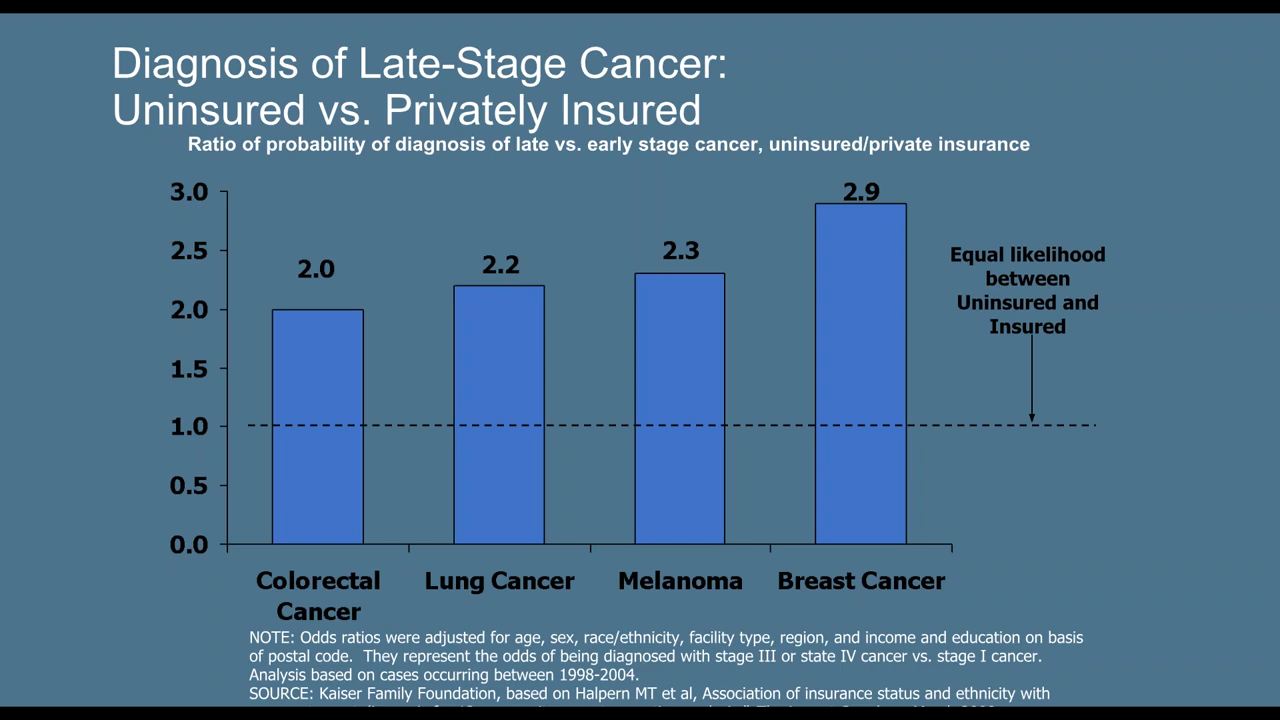 Diagnosis of Late-Stage Cancer:
Uninsured vs. Privately Insured
Ratio of probability of diagnosis of late vs. early stage cancer, uninsured/private insurance
3.0
2.5
2.0
1.5
1.0
0.5
0.0
2.0
2.2
2.3
2.9
Equal likelihood
between
Uninsured and
Insured
Colorectal
Cancer
Lung Cancer
Melanoma
Breast Cancer
NOTE: Odds ratios were adjusted for age, sex, race/ethnicity, facility type, region, and income and education on basis
of postal code. They represent the odds of being diagnosed with stage III or state IV cancer vs. stage I cancer.
Analysis based on cases occurring between 1998-2004.
SOURCE: Kaiser Family Foundation, based on Halpern MT et al, Association of insurance status and ethnicity with